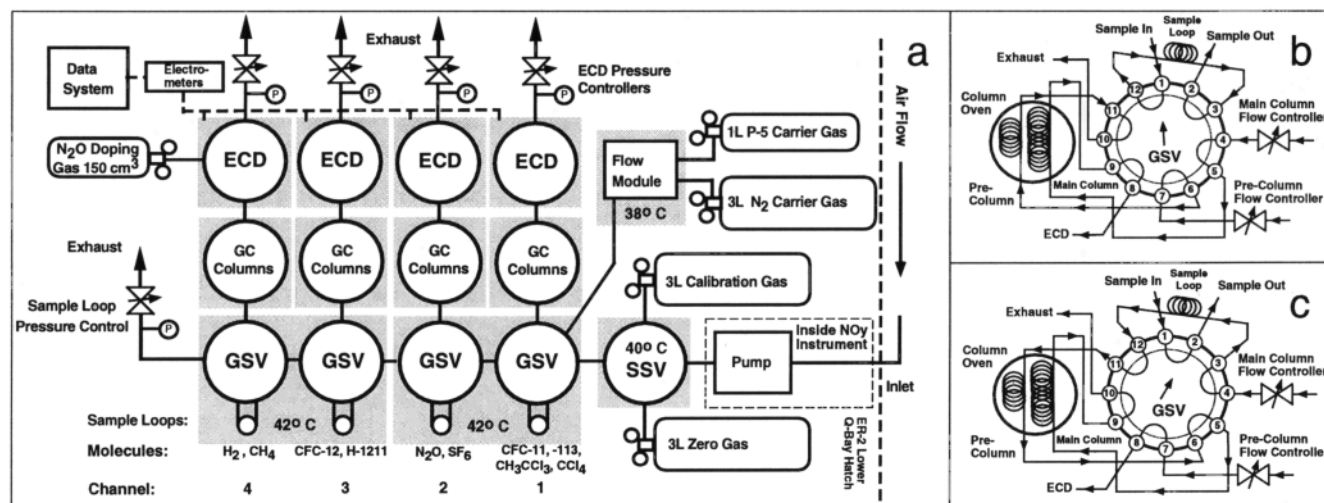 a
Exhaust
Data
System
Electro-
meters
P
P
P
P
ECD Pressure
Controllers
N2O Doping
Gas 150 cm3
ECD
ECD
ECD
ECD
Flow
Module
38º C
1L P-5 Carrier Gas
3L N2 Carrier Gas
Air Flow
GC
Columns
GC
Columns
GC
Columns
GC
Columns
Exhaust
Sample Loop
Pressure Control
P
3L Calibration Gas
GSV
GSV
GSV
GSV
40º C
SSV
Inside NOy
Instrument
Pump
Inlet
Sample Loops:
42º C
42º C
3L Zero Gas
ER-2 Lower
Q-Bay Hatch
Molecules:
H2 , CH4
CFC-12, H-1211
N2O, SF6
CFC-11, -113,
CH3CCl3, CCl4
Channel:
4
3
2
1
b
Sample In
Sample
Loop
Sample Out
Exhaust
Column
Oven
1
2
3
4
5
6
7
8
9
10
11
12
GSV
Main Column
Flow Controller
Pre-Column
Flow Controller
Pre-
Column
Main Column
ECD
c
Sample In
Sample
Loop
Sample Out
Exhaust
Column
Oven
1
2
3
4
5
6
7
8
9
10
11
12
GSV
Main Column
Flow Controller
Pre-Column
Flow Controller
Pre-
Column
Main Column
ECD